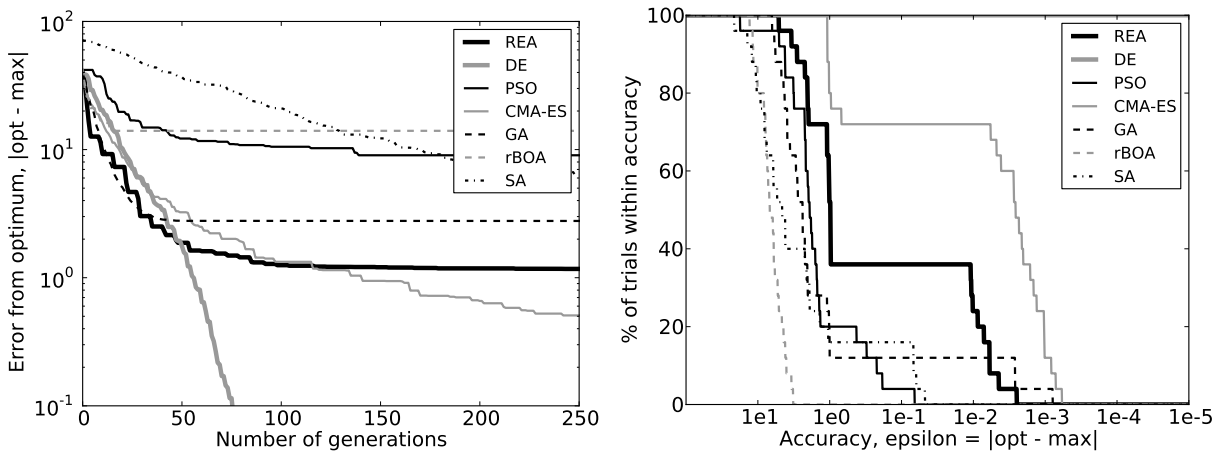 10^2
10^1
10^0
10^-1
Error from optimum, |opt - max|
0 50 100 150 200 250
Number of generations
REA
DE
PSO
CMA-ES
GA
rBOA
SA
100
80
60
40
20
0
% of trials within accuracy
1e1 1e0 1e-1 1e-2 1e-3 1e-4 1e-5
Accuracy, epsilon = |opt - max|
REA
DE
PSO
CMA-ES
GA
rBOA
SA